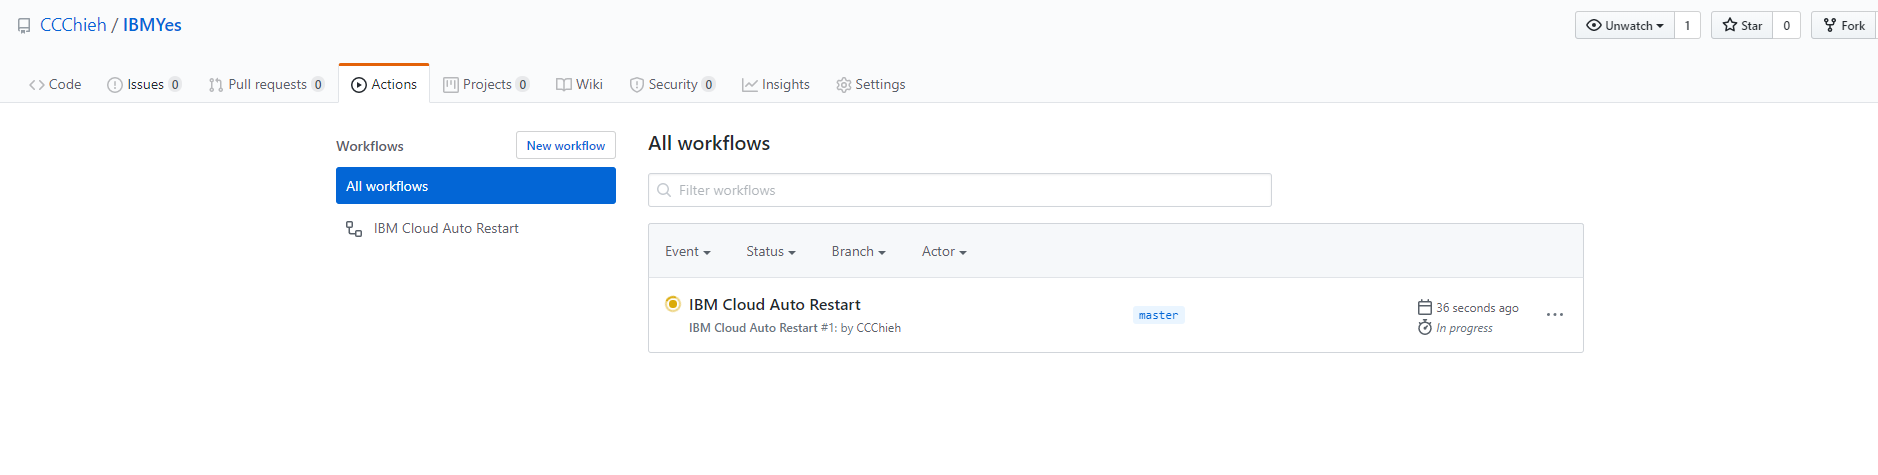 CCChieh / IBMYes
Unwatch 1 Star 0 Fork
Code Issues 0 Pull requests 0 Actions Projects 0 Wiki Security 0 Insights Settings
Workflows New workflow
All workflows
IBM Cloud Auto Restart
All workflows
Filter workflows
Event Status Branch Actor
IBM Cloud Auto Restart
IBM Cloud Auto Restart #1: by CCChieh
master
36 seconds ago
In progress